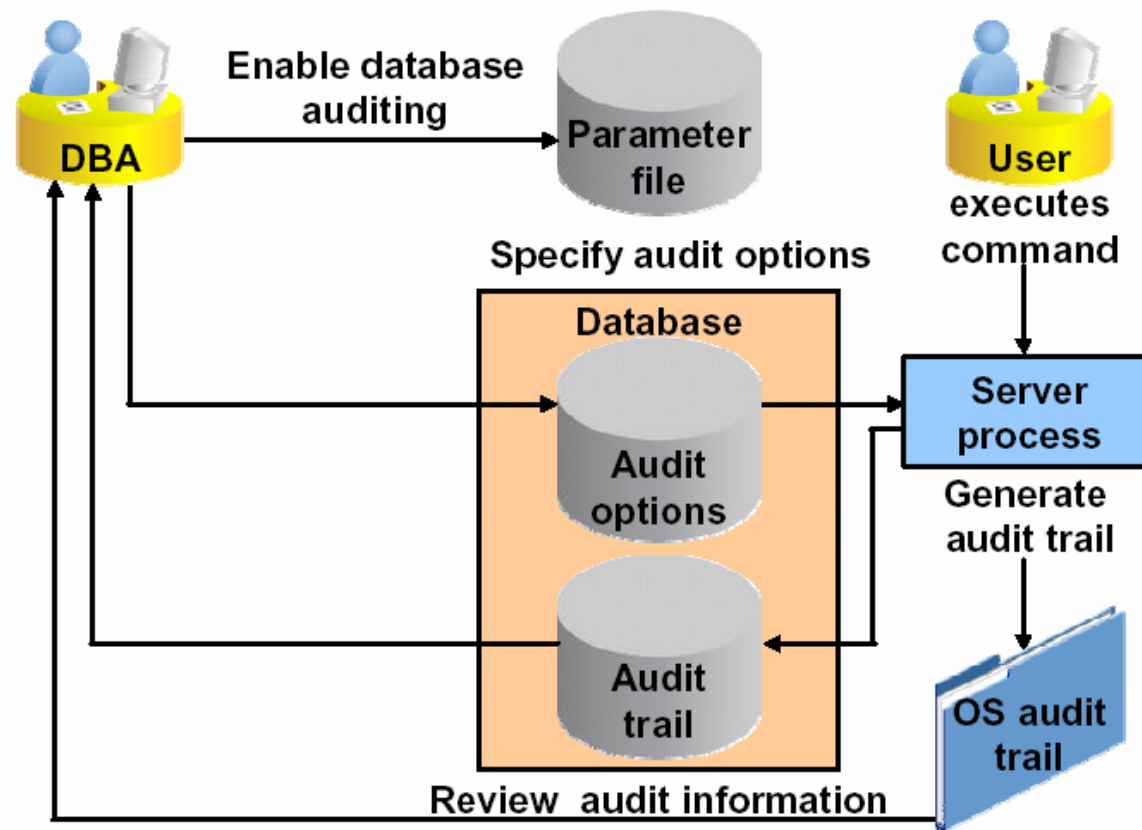 Enable database
auditing
DBA
Parameter
file
User
executes
command
Specify audit options
Database
Audit
options
Server
process
Generate
audit trail
Audit
trail
OS audit
trail
Review audit information